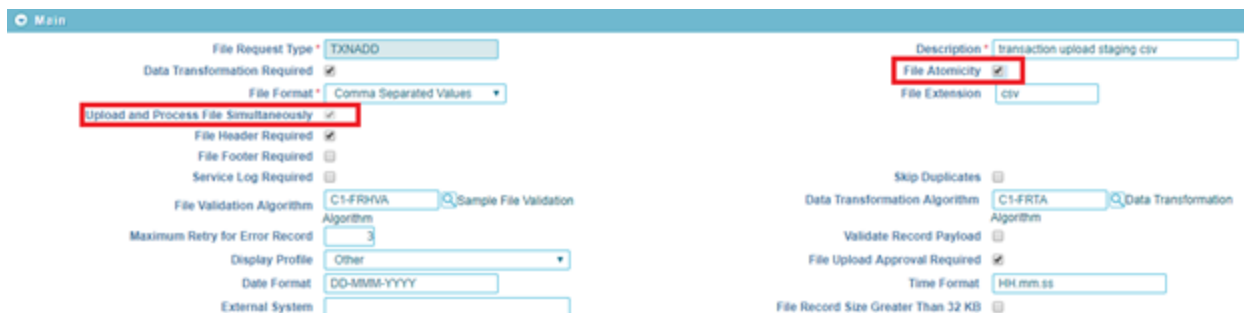 Main
File Request Type * TXNADD Description * transaction upload staging csv
Data Transformation Required File Atomicity
File Format * Comma Separated Values File Extension csv
Upload and Process File Simultaneously
File Header Required
File Footer Required
Service Log Required Skip Duplicates
File Validation Algorithm C1-FRHVA Sample File Validation Data Transformation Algorithm C1-FRTA Data Transformation
Algorithm Algorithm
Maximum Retry for Error Record 3 Validate Record Payload
Display Profile Other File Upload Approval Required
Date Format DD-MMM-YYYY Time Format HH.mm.ss
External System File Record Size Greater Than 32 KB